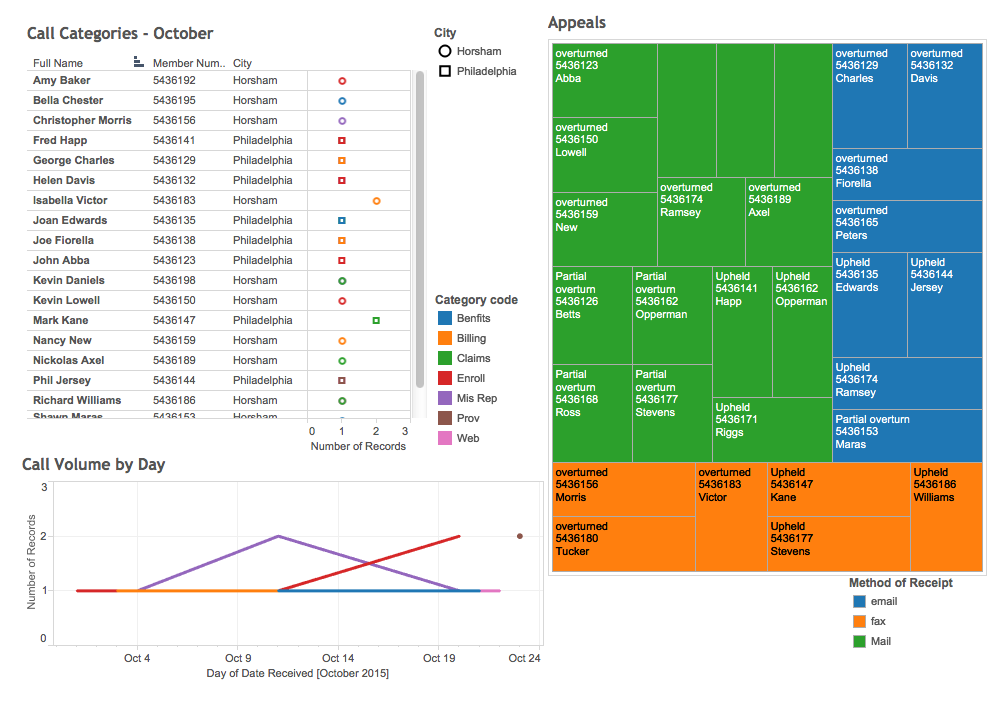 Call Categories - October
Full Name Member Num.. City
Amy Baker 5436192 Horsham
Bella Chester 5436195 Horsham
Christopher Morris 5436156 Horsham
Fred Happ 5436141 Philadelphia
George Charles 5436129 Philadelphia
Helen Davis 5436132 Philadelphia
Isabella Victor 5436183 Horsham
Joan Edwards 5436135 Philadelphia
Joe Fiorella 5436138 Philadelphia
John Abba 5436123 Philadelphia
Kevin Daniels 5436198 Horsham
Kevin Lowell 5436150 Horsham
Mark Kane 5436147 Philadelphia
Nancy New 5436159 Horsham
Nickolas Axel 5436189 Horsham
Phil Jersey 5436144 Philadelphia
Richard Williams 5436186 Horsham
Shawn Maras 5436153 Horsham
0 1 2 3
Number of Records
City
Horsham
Philadelphia
Category code
Benfits
Billing
Claims
Enroll
Mis Rep
Prov
Web
Call Volume by Day
3
2
1
0
Number of Records
Oct 4 Oct 9 Oct 14 Oct 19 Oct 24
Day of Date Received [October 2015]
Appeals
overturned
5436123
Abba
overturned
5436150
Lowell
overturned
5436159
New
overturned
5436174
Ramsey
overturned
5436189
Axel
Partial
overturn
5436126
Betts
Partial
overturn
5436162
Opperman
Upheld
5436141
Happ
Upheld
5436162
Opperman
Partial
overturn
5436168
Ross
Partial
overturn
5436177
Stevens
Upheld
5436171
Riggs
overturned
5436129
Charles
overturned
5436132
Davis
overturned
5436138
Fiorella
overturned
5436165
Peters
Upheld
5436135
Edwards
Upheld
5436144
Jersey
Upheld
5436174
Ramsey
Partial overturn
5436153
Maras
overturned
5436156
Morris
overturned
5436180
Tucker
overturned
5436183
Victor
Upheld
5436147
Kane
Upheld
5436177
Stevens
Upheld
5436186
Williams
Method of Receipt
email
fax
Mail